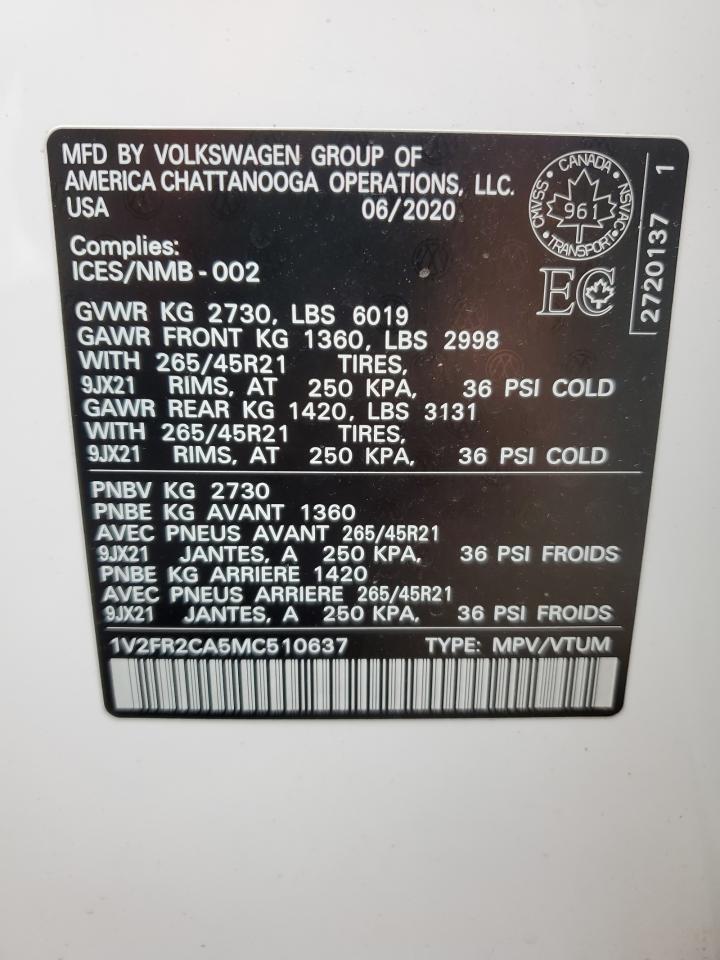 MFD BY VOLKSWAGEN GROUP OF
AMERICA CHATTANOOGA OPERATIONS, LLC.
USA 06/2020
Complies:
ICES/NMB-002
CANADA
CMVSS NSVAC
961
TRANSPORT
EC
2720137 1
GVWR KG 2730, LBS 6019
GAWR FRONT KG 1360, LBS 2998
WITH 265/45R21 TIRES,
9JX21 RIMS, AT 250 KPA, 36 PSI COLD
GAWR REAR KG 1420, LBS 3131
WITH 265/45R21 TIRES,
9JX21 RIMS, AT 250 KPA, 36 PSI COLD
PNBV KG 2730
PNBE KG AVANT 1360
AVEC PNEUS AVANT 265/45R21
9JX21 JANTES, A 250 KPA, 36 PSI FROIDS
PNBE KG ARRIERE 1420
AVEC PNEUS ARRIERE 265/45R21
9JX21 JANTES, A 250 KPA, 36 PSI FROIDS
1V2FR2CA5MC510637 TYPE: MPV/VTUM